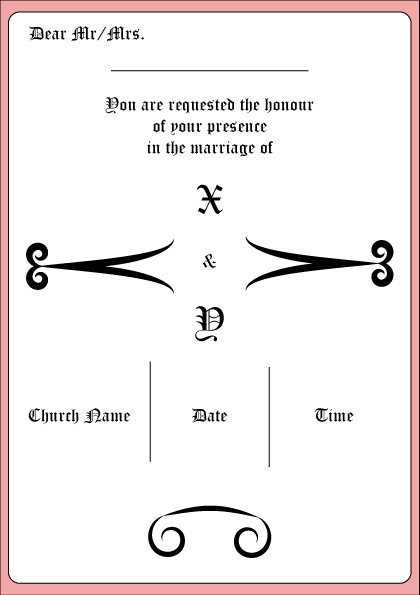 Dear Mr/Mrs.
You are requested the honour
of your presence
in the marriage of
X
&
Y
Church Name Date Time